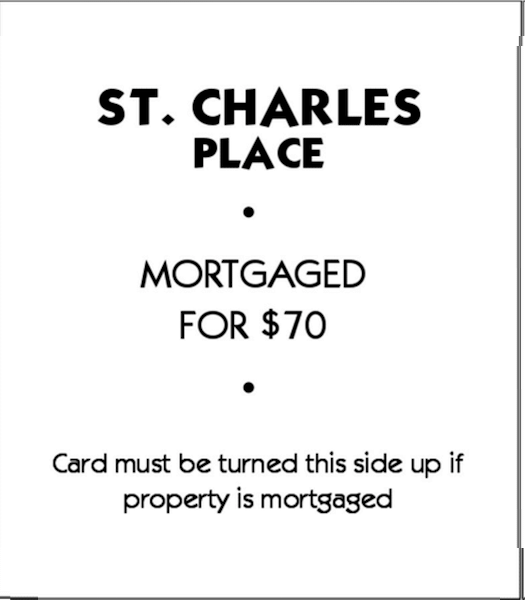 ST. CHARLES
PLACE
•
MORTGAGED
FOR $70
•
Card must be turned this side up if
property is mortgaged